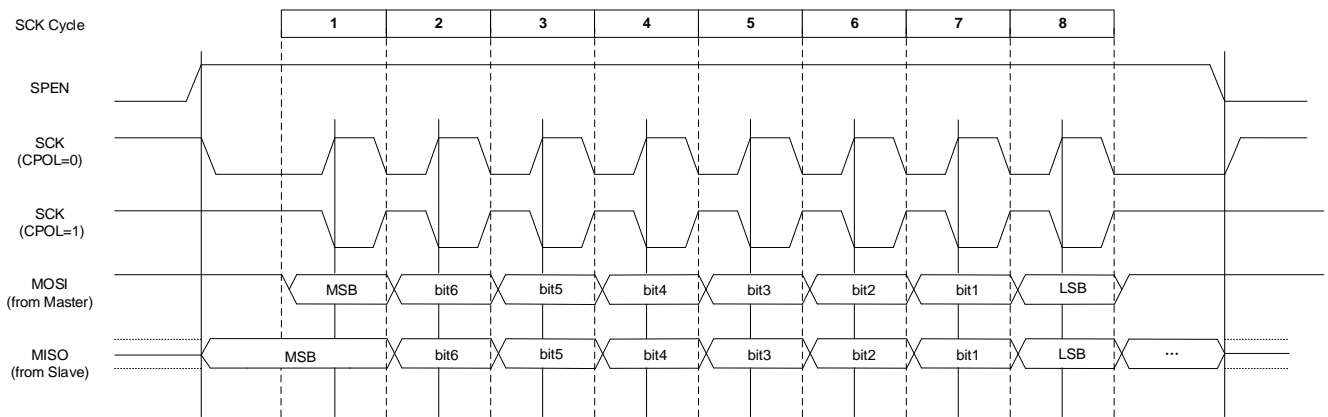 SCK Cycle 1 2 3 4 5 6 7 8
SPEN
SCK
(CPOL=0)
SCK
(CPOL=1)
MOSI
(from Master)
MSB bit6 bit5 bit4 bit3 bit2 bit1 LSB
MISO
(from Slave)
MSB bit6 bit5 bit4 bit3 bit2 bit1 LSB ...